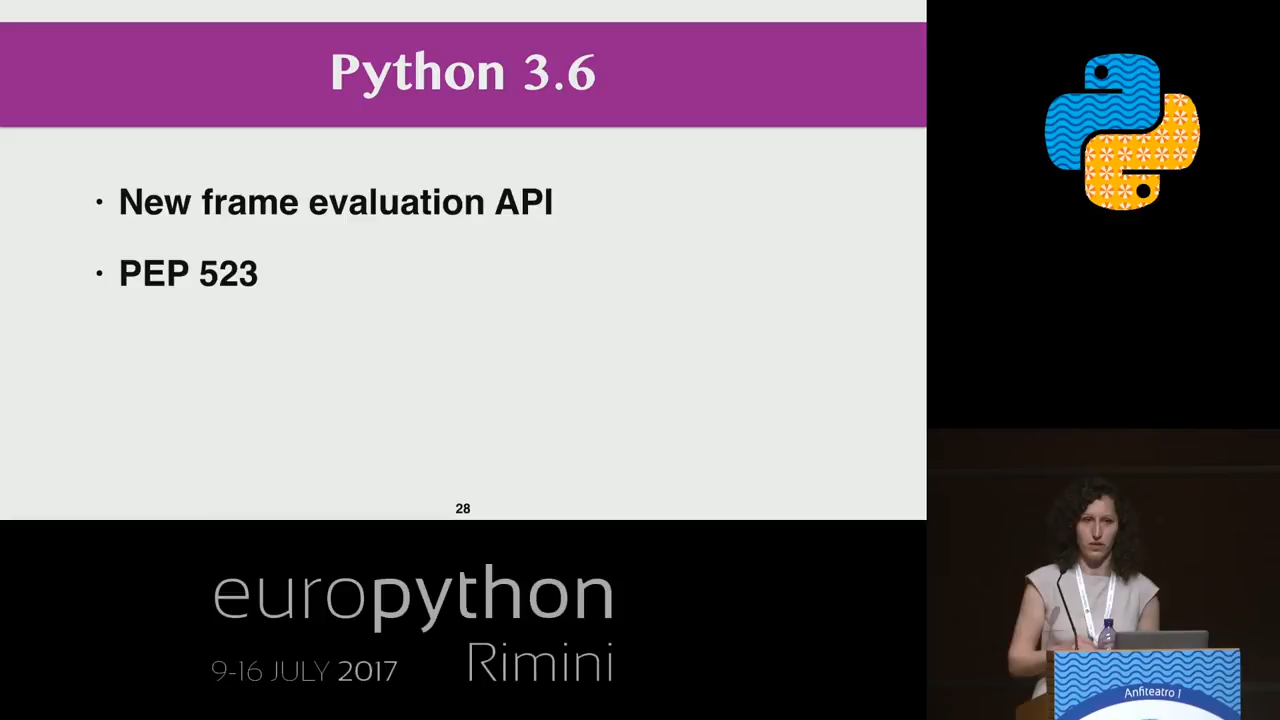 Python 3.6
· New frame evaluation API
· PEP 523
28
europython
9-16 JULY 2017 Rimini
Anfiteatro I